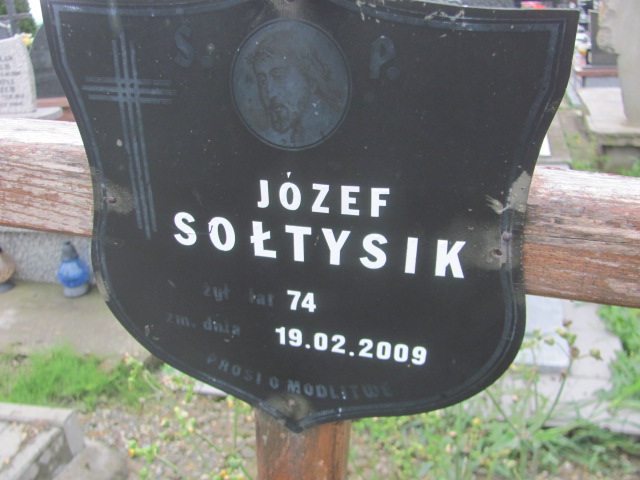 Ś. P.
JÓZEF
SOŁTYSIK
żył lat 74
zm. dnia 19.02.2009
PROSI O MODLITWĘ